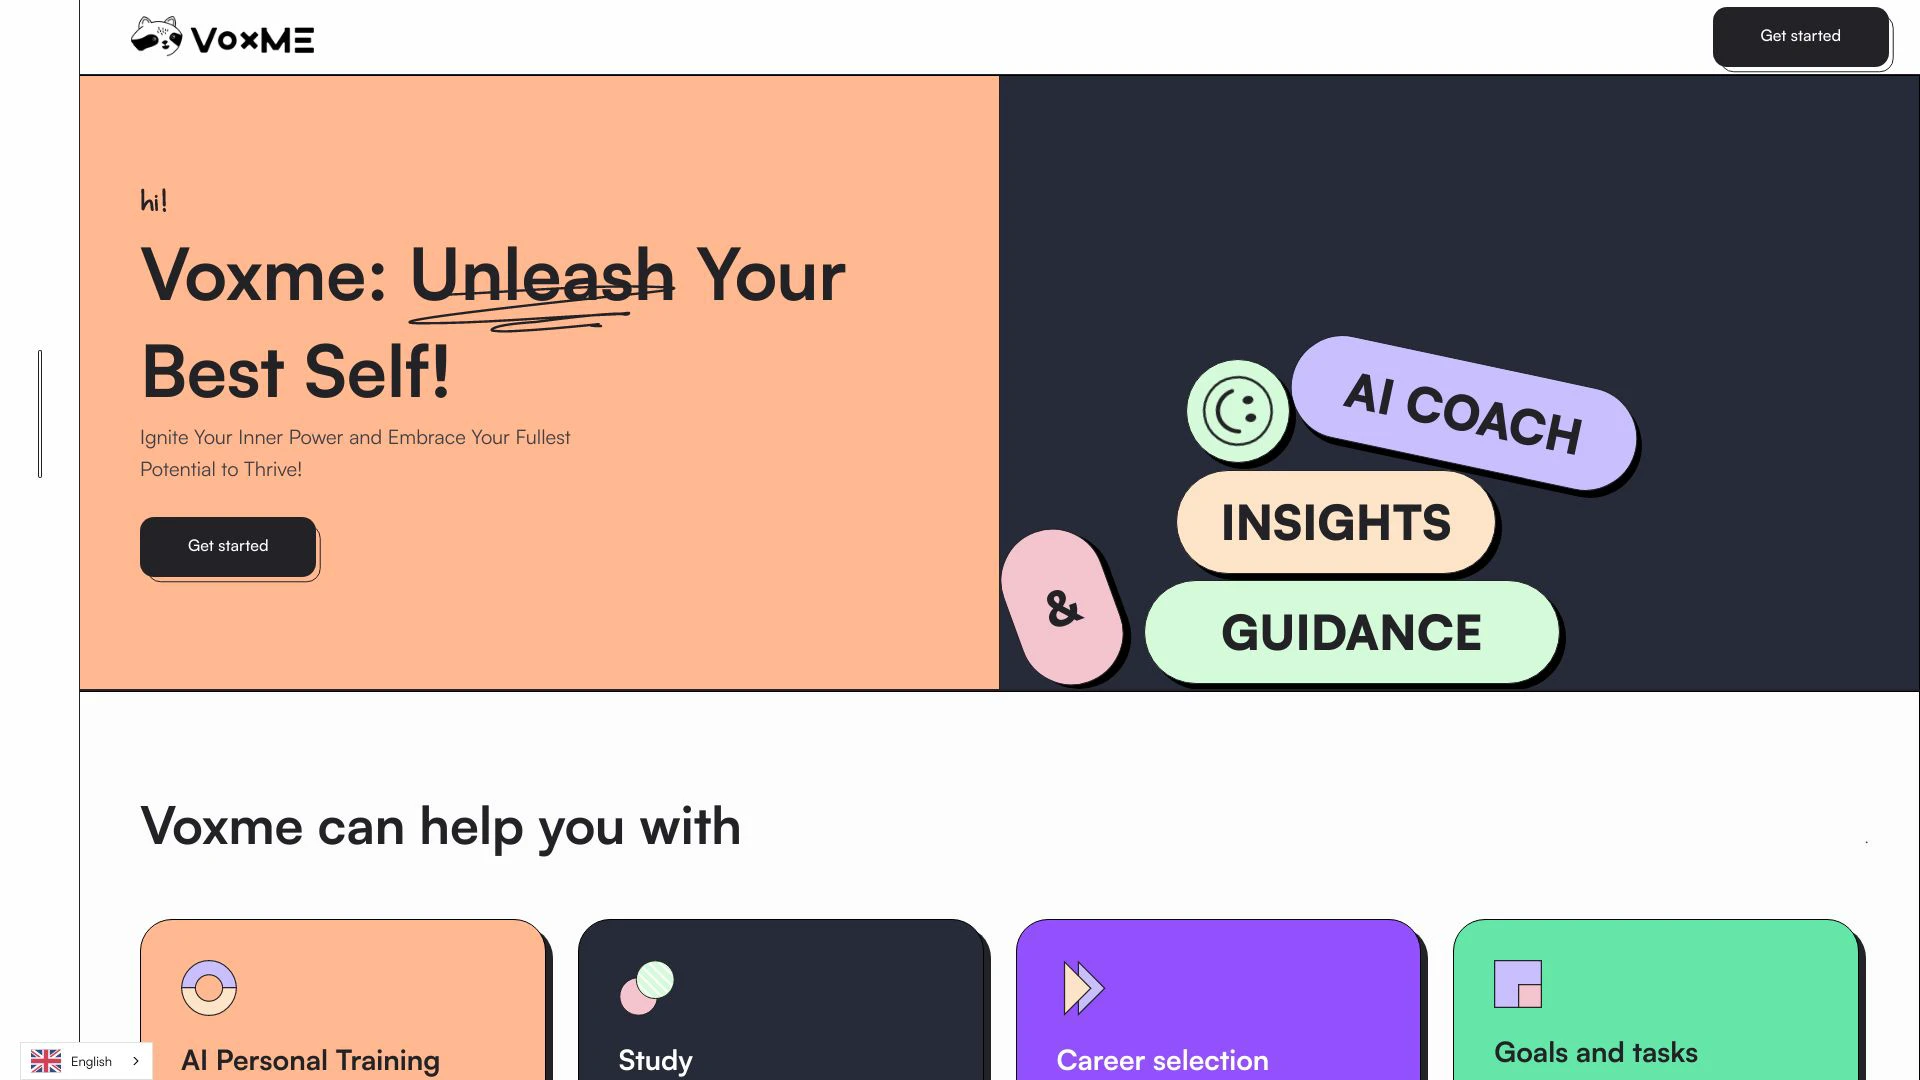 VoxME
Get started
hi!
Voxme: Unleash Your
Best Self!
Ignite Your Inner Power and Embrace Your Fullest
Potential to Thrive!
Get started
AI COACH
INSIGHTS
&
GUIDANCE
Voxme can help you with
AI Personal Training
Study
Career selection
Goals and tasks
English